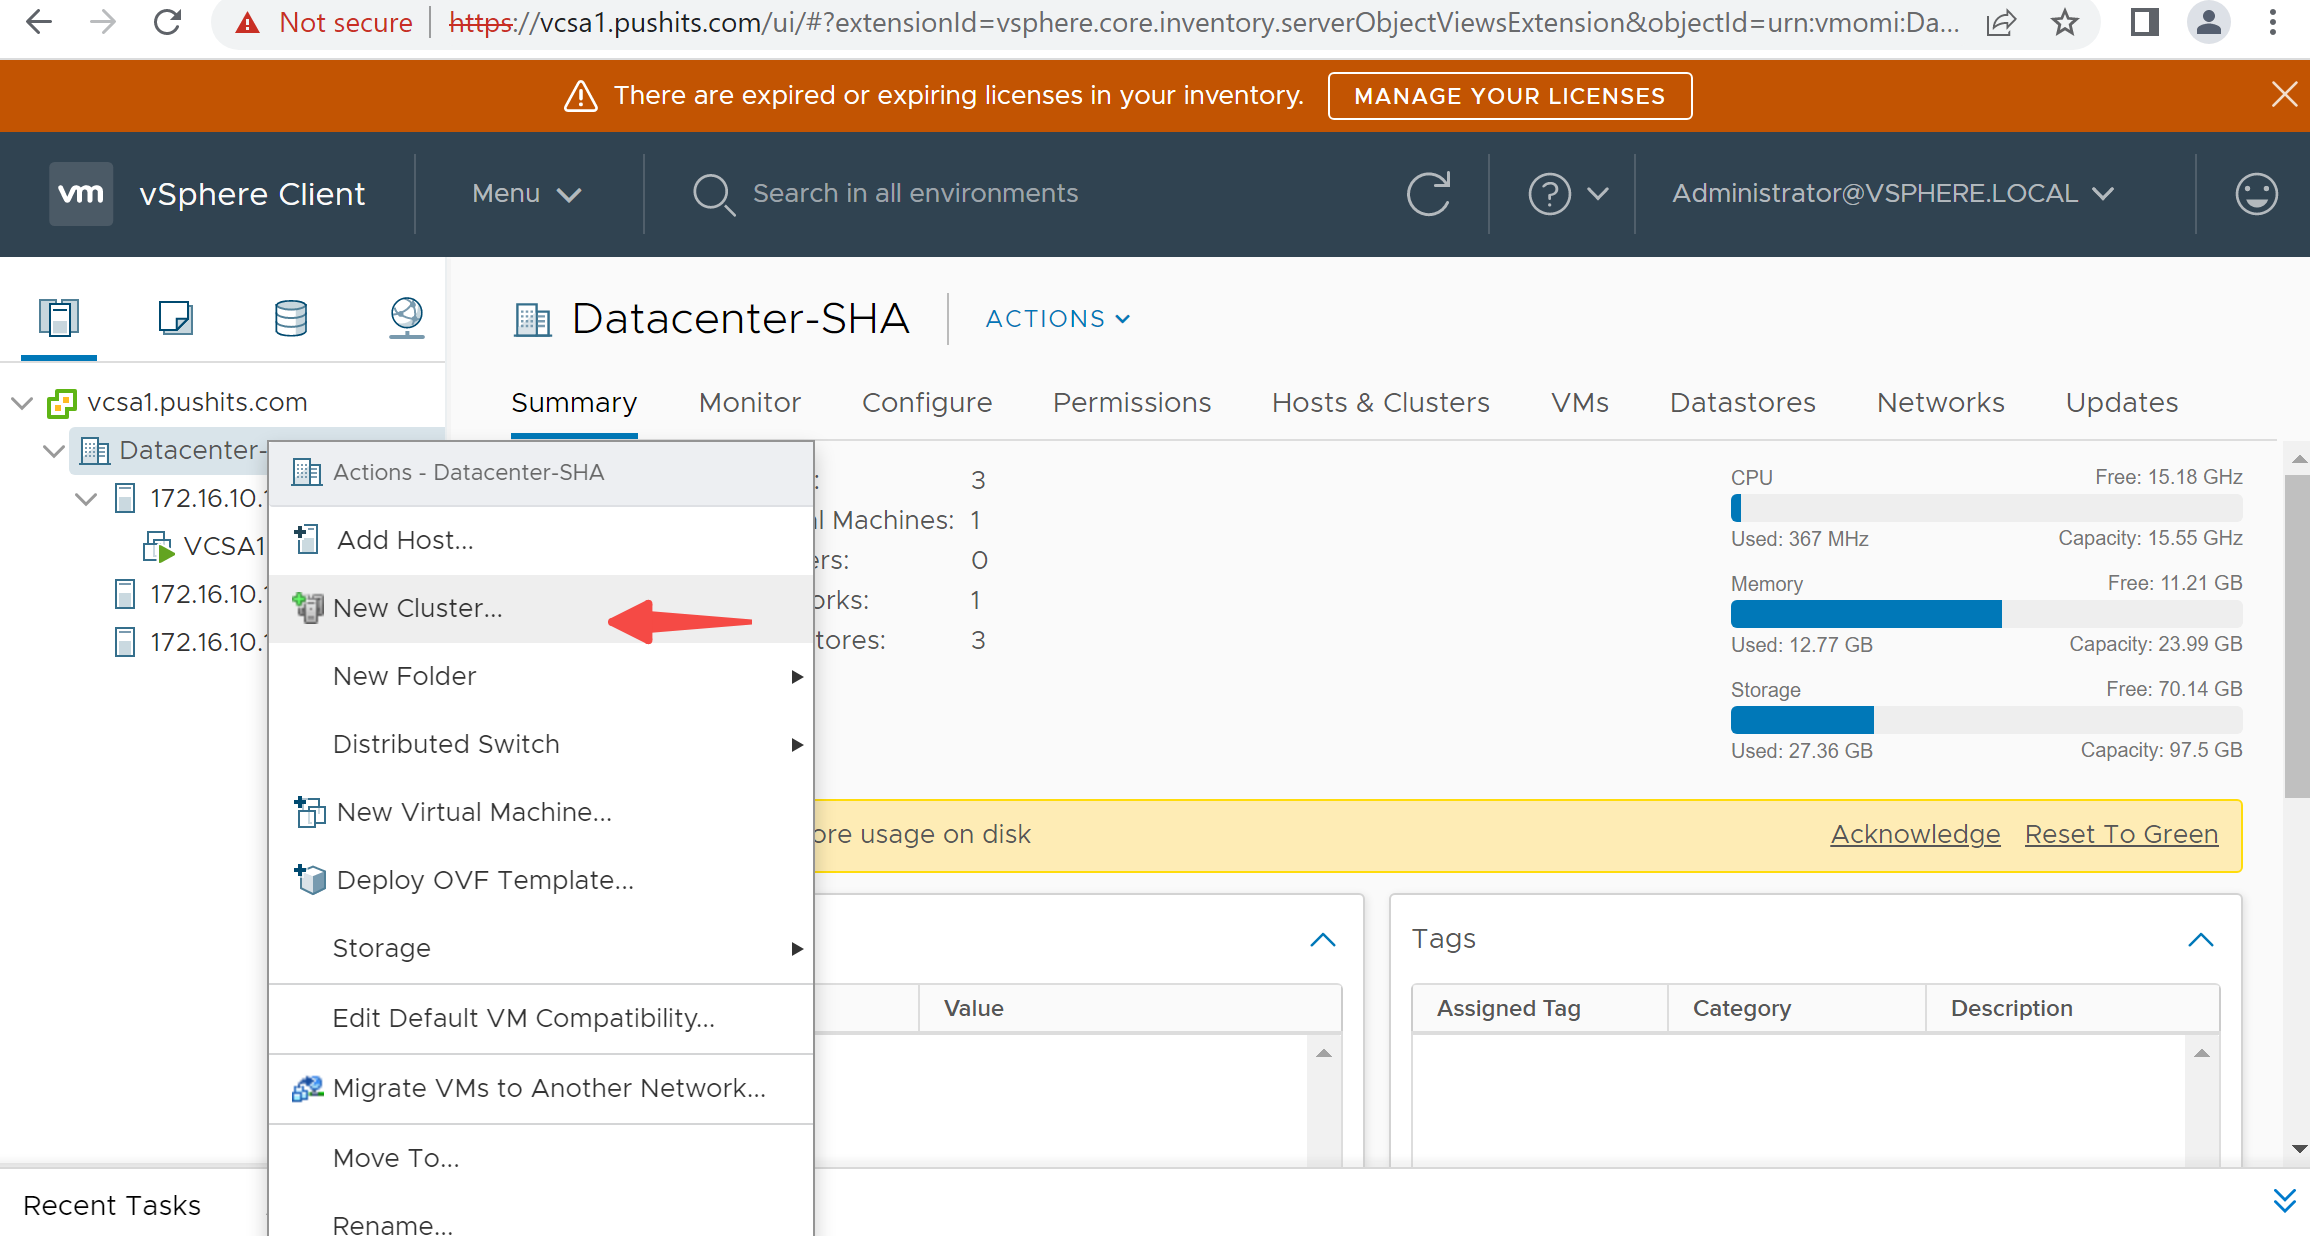 Not secure | https://vcsa1.pushits.com/ui/#?extensionId=vsphere.core.inventory.serverObjectViewsExtension&objectId=urn:vmomi:Da...
There are expired or expiring licenses in your inventory. MANAGE YOUR LICENSES
vm vSphere Client Menu Search in all environments Administrator@VSPHERE.LOCAL
Datacenter-SHA ACTIONS
Summary Monitor Configure Permissions Hosts & Clusters VMs Datastores Networks Updates
vcsa1.pushits.com
Datacenter-
172.16.10.
VCSA1
172.16.10.
172.16.10.
Actions - Datacenter-SHA
Add Host...
New Cluster...
New Folder
Distributed Switch
New Virtual Machine...
Deploy OVF Template...
Storage
Edit Default VM Compatibility...
Migrate VMs to Another Network...
Move To...
Rename...
: 3
l Machines: 1
ers: 0
orks: 1
tores: 3
CPU Free: 15.18 GHz
Used: 367 MHz Capacity: 15.55 GHz
Memory Free: 11.21 GB
Used: 12.77 GB Capacity: 23.99 GB
Storage Free: 70.14 GB
Used: 27.36 GB Capacity: 97.5 GB
ore usage on disk Acknowledge Reset To Green
Value
Tags
Assigned Tag Category Description
Recent Tasks